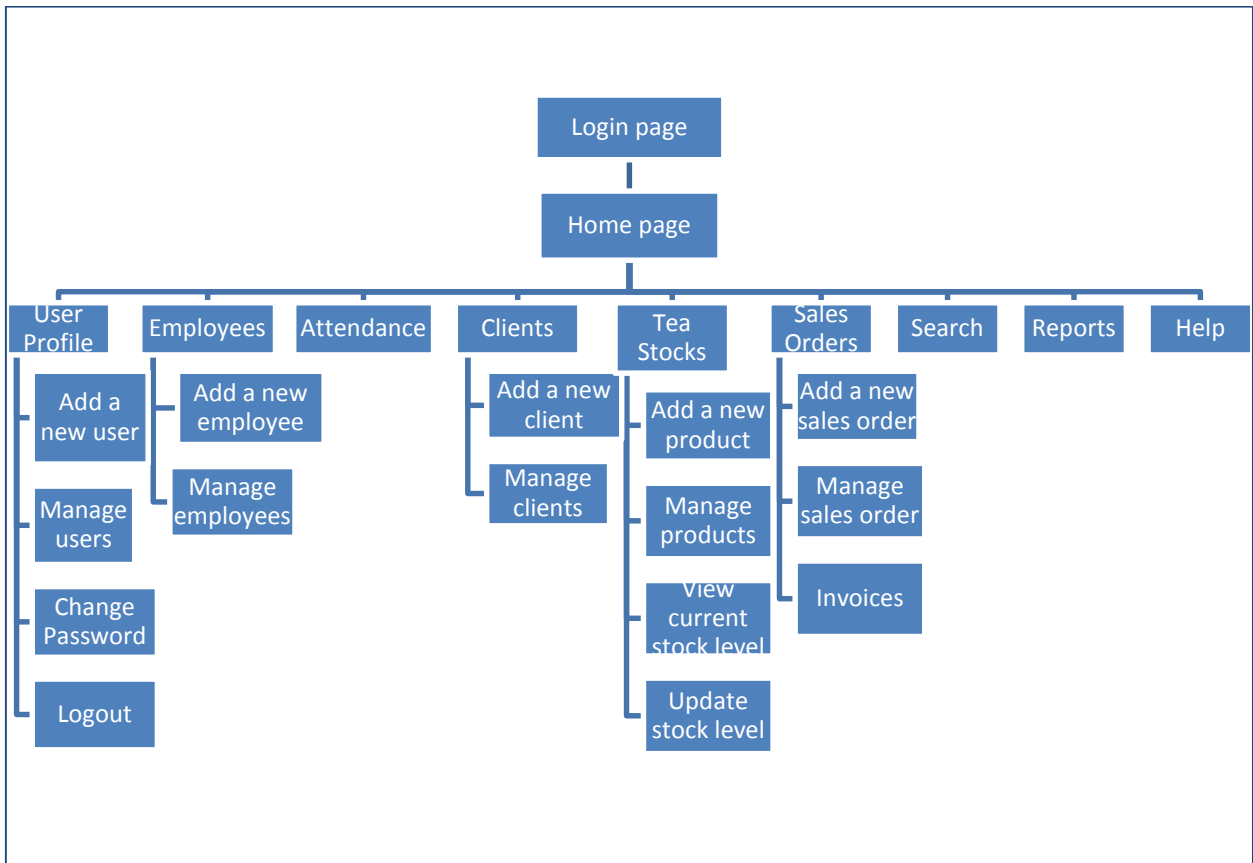 Login page
Home page
User
Profile
Employees
Attendance
Clients
Tea
Stocks
Sales
Orders
Search
Reports
Help
Add a
new user
Manage
users
Change
Password
Logout
Add a new
employee
Manage
employees
Add a new
client
Manage
clients
Add a new
product
Manage
products
View
current
stock level
Update
stock level
Add a new
sales order
Manage
sales order
Invoices